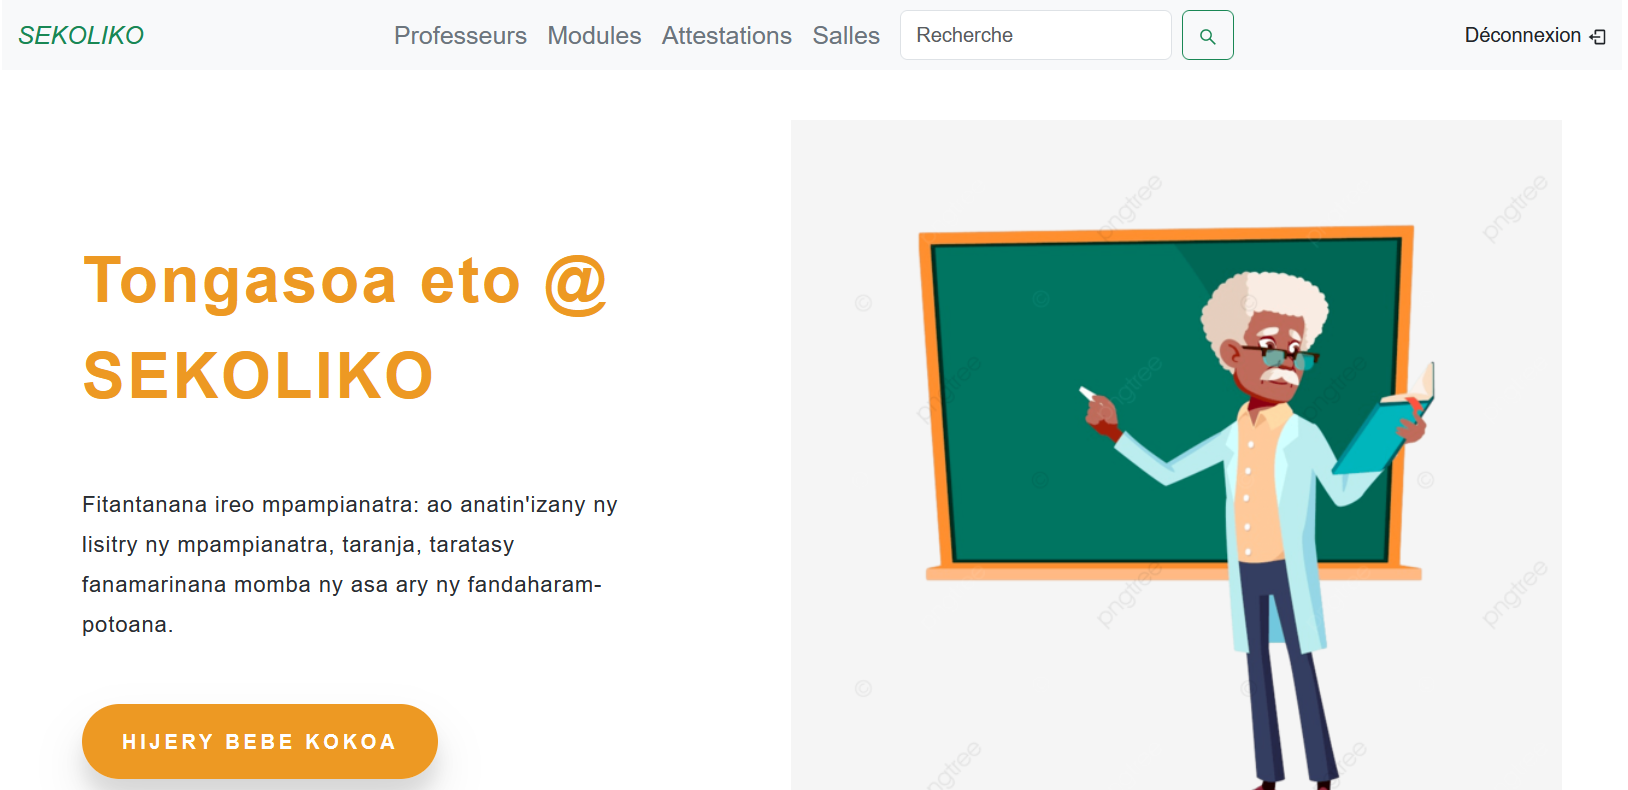 SEKOLIKO
Professeurs Modules Attestations Salles Recherche
Déconnexion
Tongasoa eto @
SEKOLIKO
Fitantanana ireo mpampianatra: ao anatin'izany ny
lisitry ny mpampianatra, taranja, taratasy
fanamarinana momba ny asa ary ny fandaharam-
potoana.
HIJERY BEBE KOKOA
pngtree
pngtree
pngtree
pngtree
pngtree
pngtree
pngtree
pngtree
pngtree